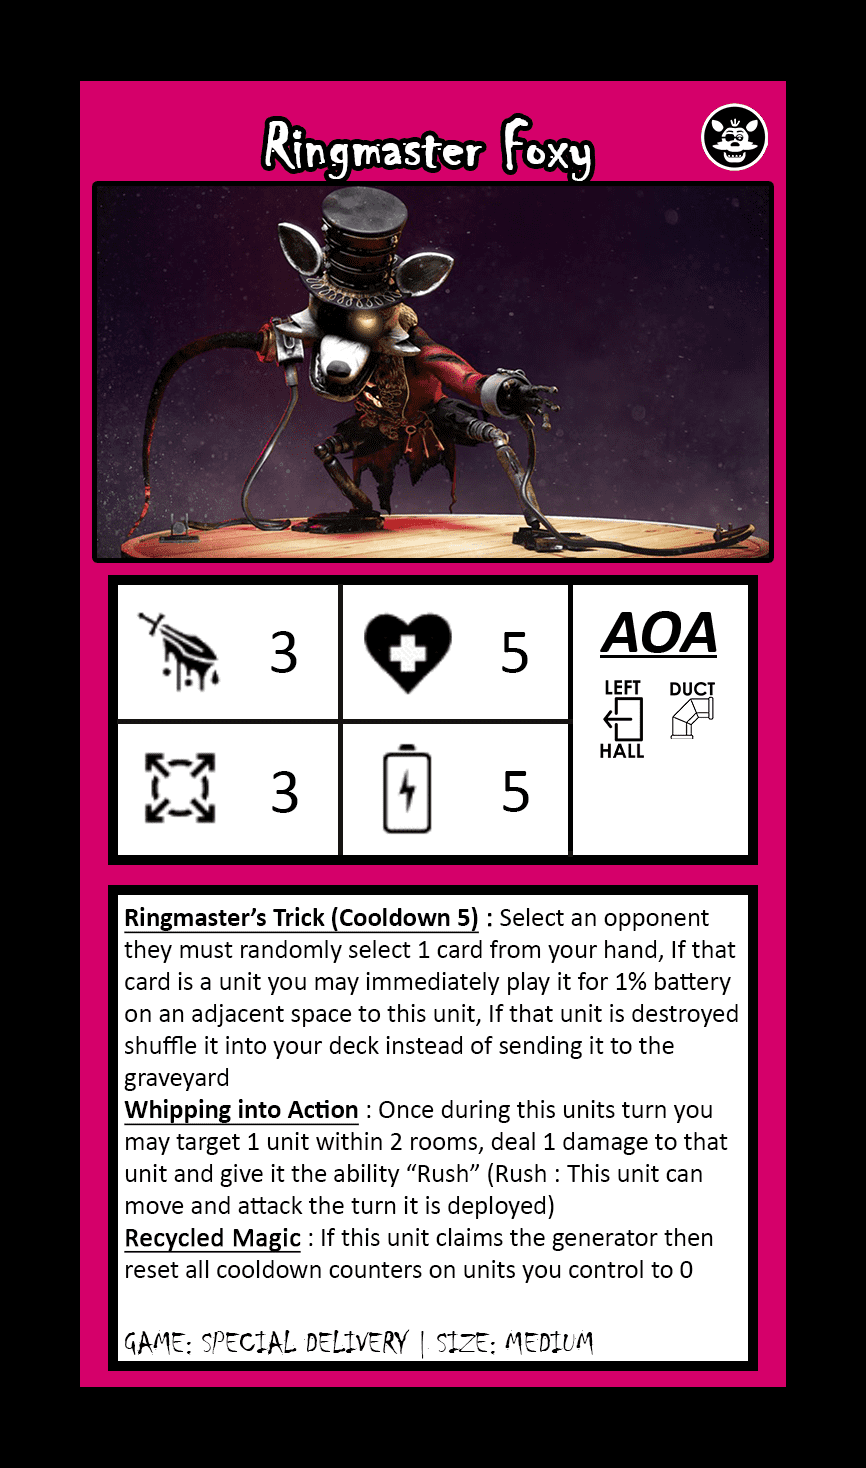 Ringmaster Foxy
3 5 AOA
LEFT DUCT
HALL
3 5
Ringmaster’s Trick (Cooldown 5) : Select an opponent
they must randomly select 1 card from your hand, If that
card is a unit you may immediately play it for 1% battery
on an adjacent space to this unit, If that unit is destroyed
shuffle it into your deck instead of sending it to the
graveyard
Whipping into Action : Once during this units turn you
may target 1 unit within 2 rooms, deal 1 damage to that
unit and give it the ability “Rush” (Rush : This unit can
move and attack the turn it is deployed)
Recycled Magic : If this unit claims the generator then
reset all cooldown counters on units you control to 0
GAME: SPECIAL DELIVERY | SIZE: MEDIUM